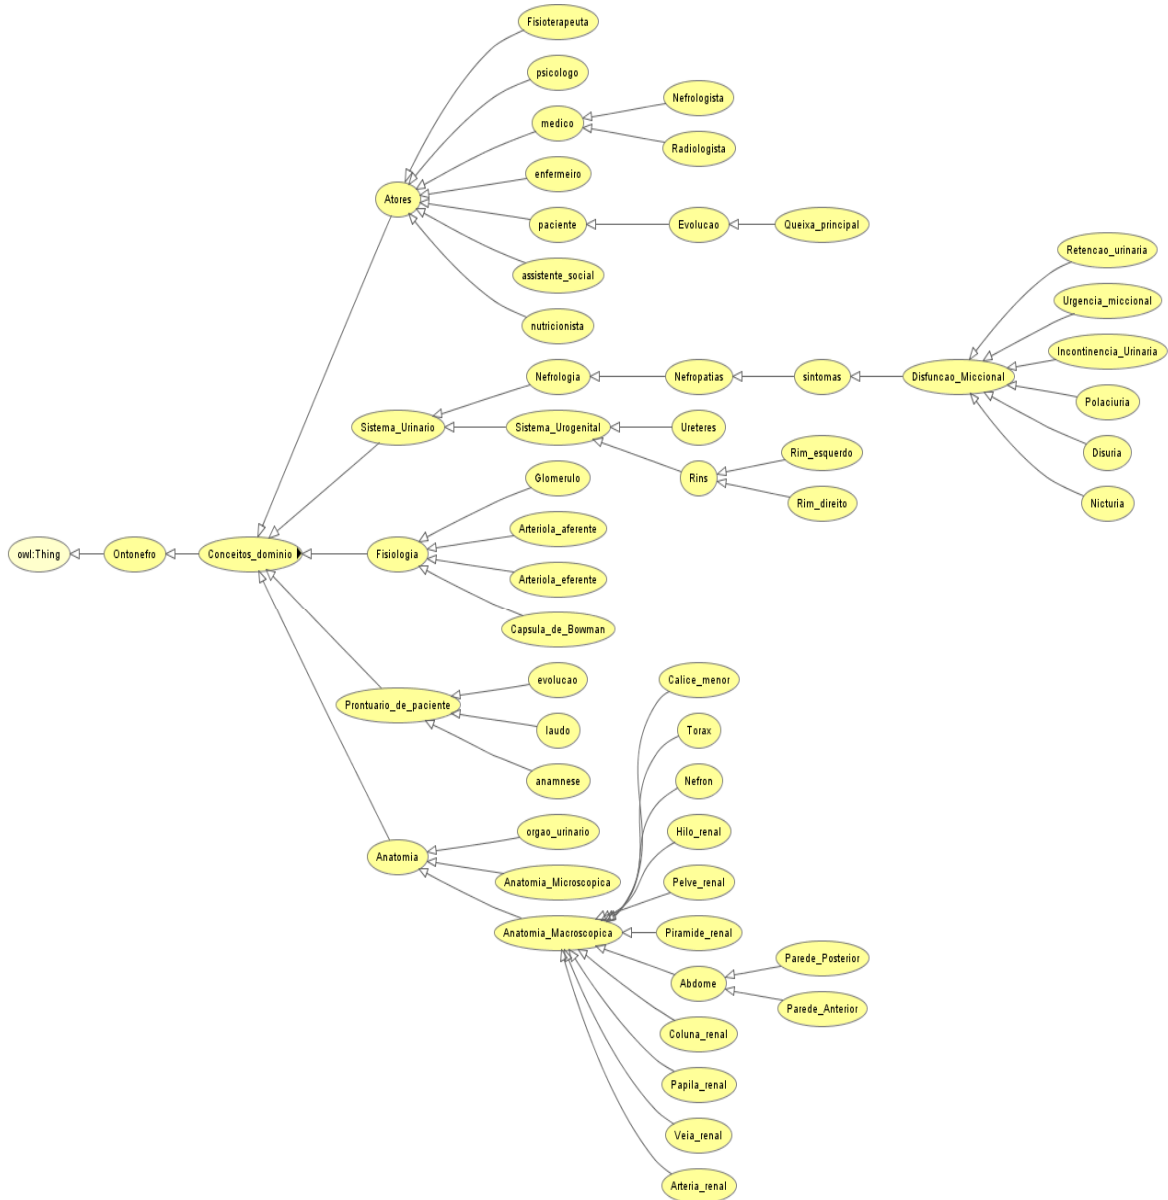 Fisioterapeuta
psicologo
Nefrologista
medico
Radiologista
enfermeiro
Atores
paciente
Evolucao
Queixa_principal
Retencao_urinaria
assistente_social
Urgencia_miccional
nutricionista
Incontinencia_Urinaria
Nefrologia
Nefropatias
sintomas
Disfuncao_Miccional
Polaciuria
Sistema_Urinario
Sistema_Urogenital
Ureteres
Rim_esquerdo
Disuria
Glomerulo
Rins
Rim_direito
Nicturia
Arteriola_aferente
owl:Thing
Ontonefro
Conceitos_dominio
Fisiologia
Arteriola_eferente
Capsula_de_Bowman
evolucao
Calice_menor
Prontuario_de_paciente
laudo
Torax
anamnese
Nefron
orgao_urinario
Hilo_renal
Anatomia
Anatomia_Microscopica
Pelve_renal
Anatomia_Macroscopica
Piramide_renal
Parede_Posterior
Abdome
Parede_Anterior
Coluna_renal
Papila_renal
Veia_renal
Arteria_renal